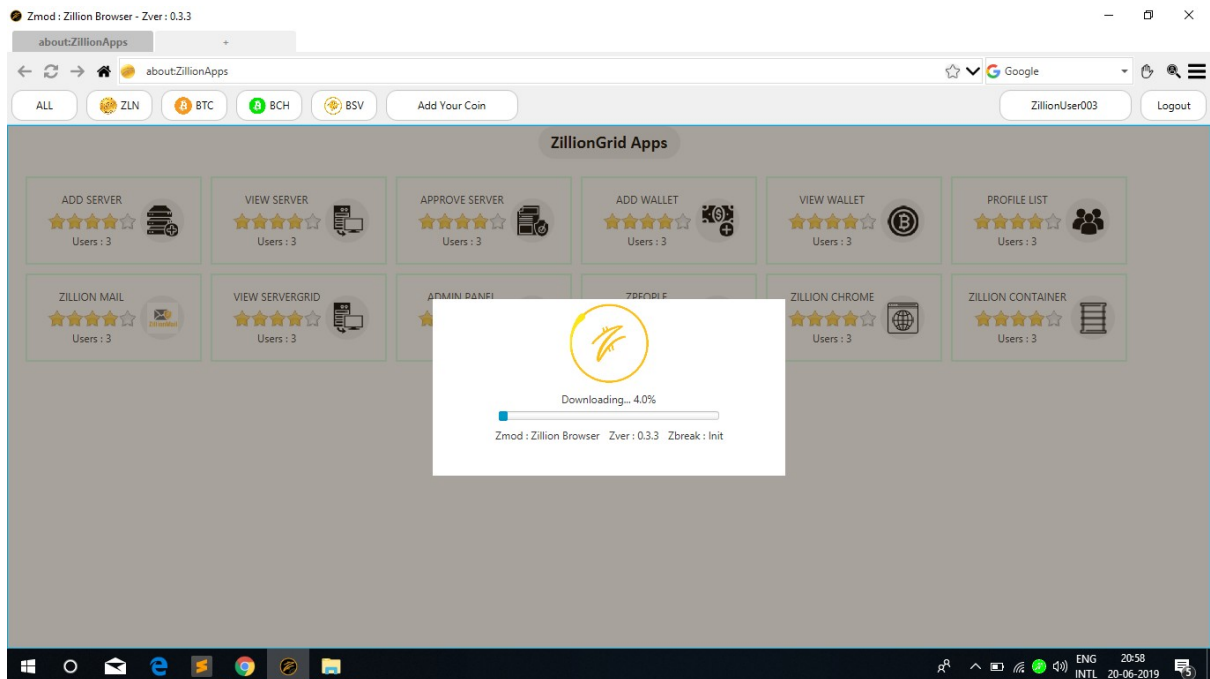 Zmod : Zillion Browser - Zver : 0.3.3
about:ZillionApps +
about:ZillionApps Google
ALL ZLN BTC BCH BSV Add Your Coin ZillionUser003 Logout
ZillionGrid Apps
ADD SERVER VIEW SERVER APPROVE SERVER ADD WALLET VIEW WALLET PROFILE LIST
Users : 3 Users : 3 Users : 3 Users : 3 Users : 3 Users : 3
ZILLION MAIL VIEW SERVERGRID ADMIN PANEL ZPEOPLE ZILLION CHROME ZILLION CONTAINER
Users : 3 Users : 3 Users : 3 Users : 3
Downloading... 4.0%
Zmod : Zillion Browser Zver : 0.3.3 Zbreak : Init
ENG 20:58
INTL 20-06-2019 5